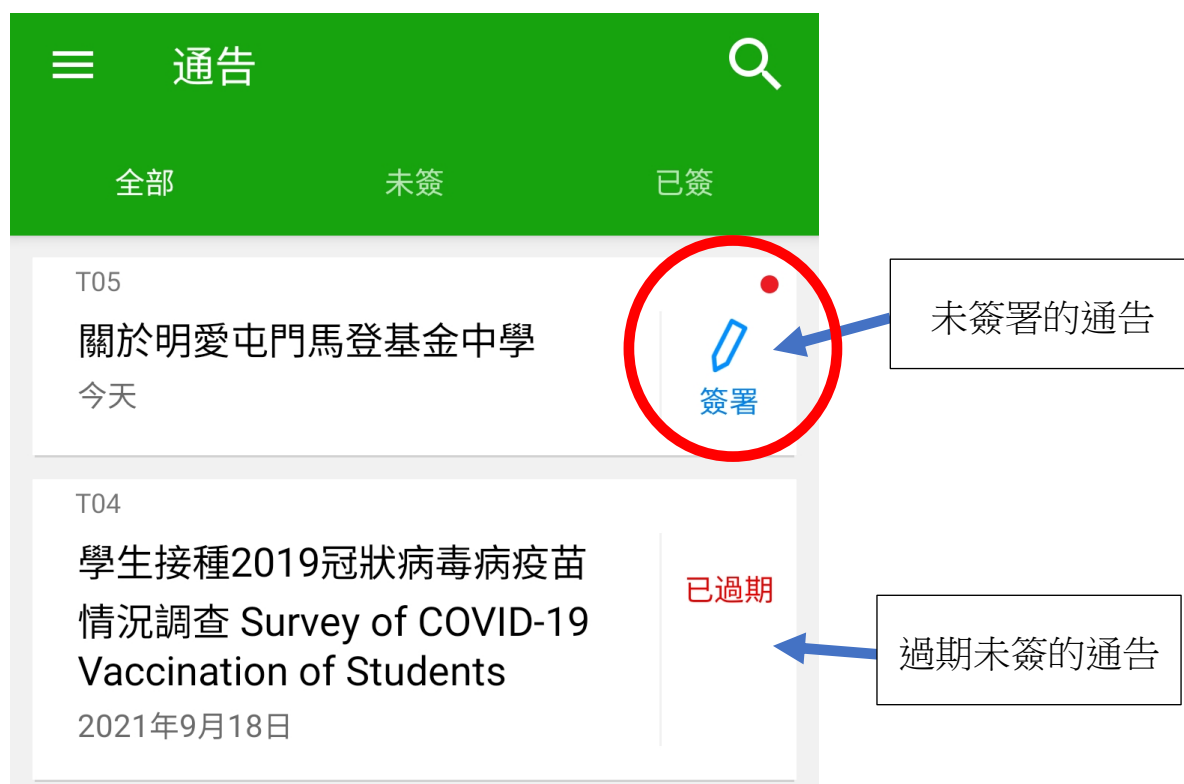 通告
全部 未簽 已簽
T05
關於明愛屯門馬登基金中學
今天
簽署
未簽署的通告
T04
學生接種2019冠狀病毒病疫苗
情況調查 Survey of COVID-19
Vaccination of Students
2021年9月18日
已過期
過期未簽的通告